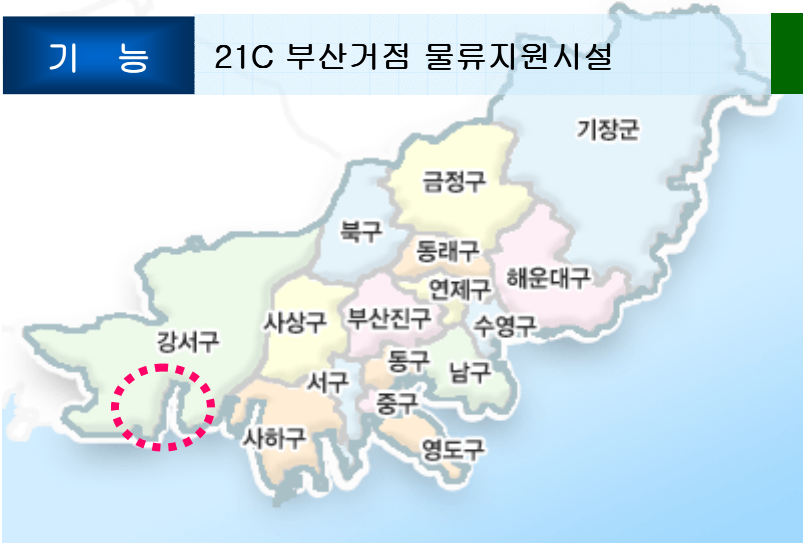 기 능
21C 부산거점 물류지원시설
기장군
금정구
북구
동래구
해운대구
연제구
사상구
부산진구
수영구
강서구
동구
남구
서구
중구
사하구
영도구